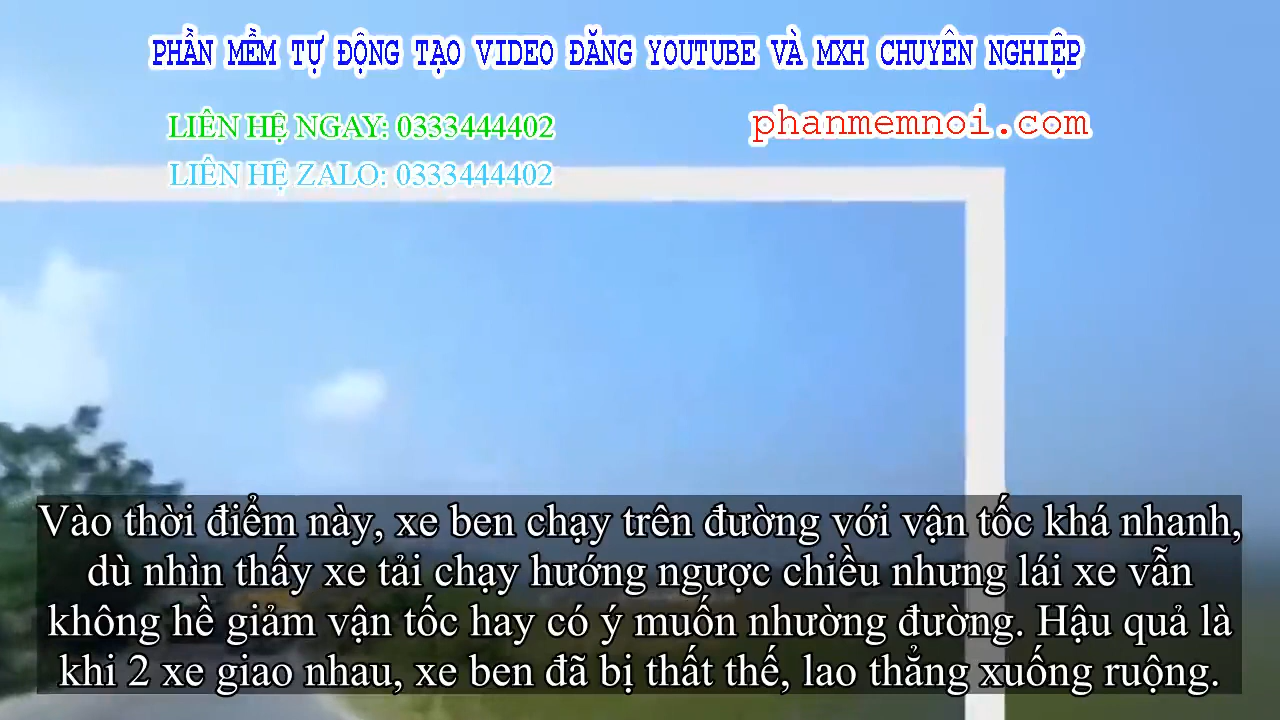 PHẦN MỀM TỰ ĐỘNG TẠO VIDEO ĐĂNG YOUTUBE VÀ MXH CHUYÊN NGHIỆP
LIÊN HỆ NGAY: 0333444402
phanmemnoi.com
LIÊN HỆ ZALO: 0333444402
Vào thời điểm này, xe ben chạy trên đường với vận tốc khá nhanh,
dù nhìn thấy xe tải chạy hướng ngược chiều nhưng lái xe vẫn
không hề giảm vận tốc hay có ý muốn nhường đường. Hậu quả là
khi 2 xe giao nhau, xe ben đã bị thất thế, lao thẳng xuống ruộng.